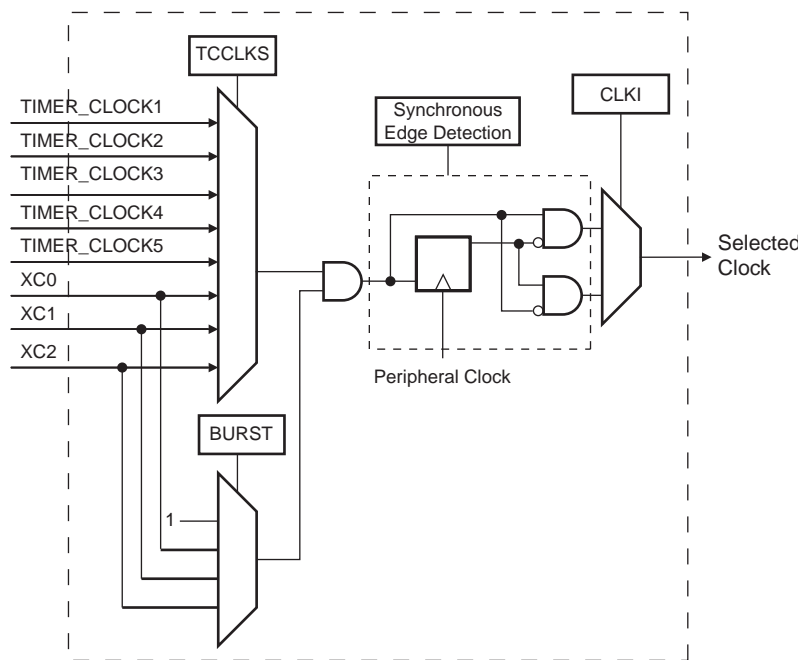 TCCLKS
TIMER_CLOCK1
TIMER_CLOCK2
TIMER_CLOCK3
TIMER_CLOCK4
TIMER_CLOCK5
XC0
XC1
XC2
Synchronous
Edge Detection
CLKI
Selected
Clock
Peripheral Clock
BURST
1